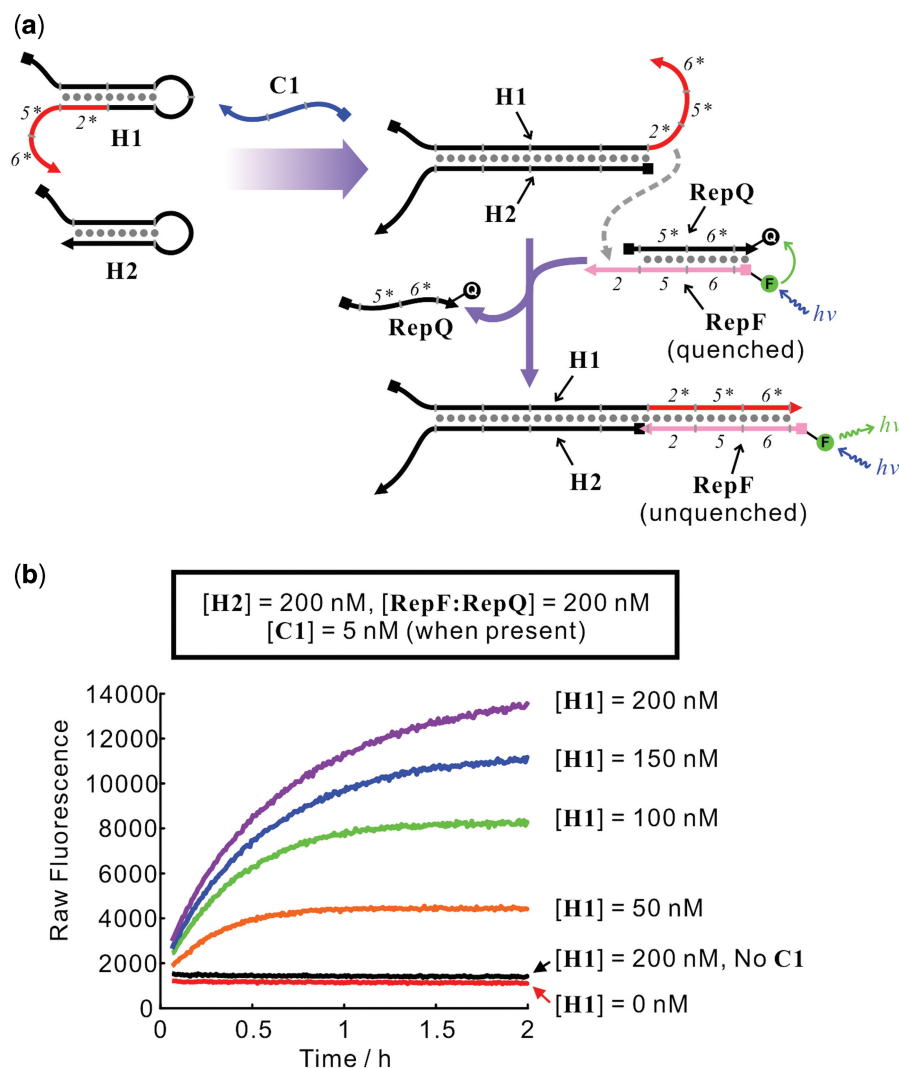 (a)
6*
C1
H1
5*
5*
2*
2*
H1
6*
H2
RepQ
5* 6* Q
H2
F
5* 6* Q
2 5 6
hν
RepQ
RepF
(quenched)
H1
2* 5* 6*
hν
F
2 5 6
hν
H2
RepF
(unquenched)
(b)
[H2] = 200 nM, [RepF:RepQ] = 200 nM
[C1] = 5 nM (when present)
14000
12000
10000
8000
6000
4000
2000
0
Raw Fluorescence
[H1] = 200 nM
[H1] = 150 nM
[H1] = 100 nM
[H1] = 50 nM
[H1] = 200 nM, No C1
[H1] = 0 nM
0 0.5 1 1.5 2
Time / h